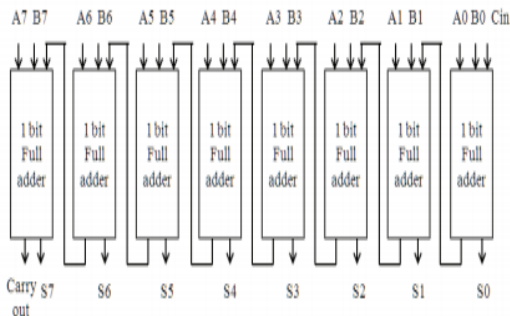 A7 B7 A6 B6 A5 B5 A4 B4 A3 B3 A2 B2 A1 B1 A0 B0 Cin
1 bit Full adder
1 bit Full adder
1 bit Full adder
1 bit Full adder
1 bit Full adder
1 bit Full adder
1 bit Full adder
1 bit Full adder
Carry out S7 S6 S5 S4 S3 S2 S1 S0